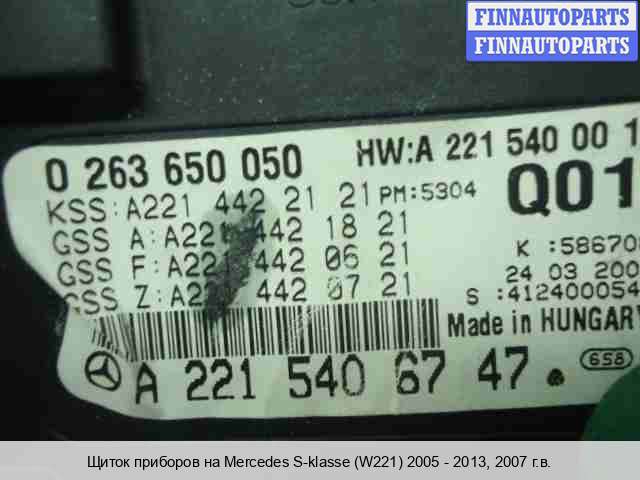 FINNAUTOPARTS
FINNAUTOPARTS
0 263 650 050
HW:A 221 540 00 1
KSS:A221 442 21 21 PM:5304
Q01
GSS A:A221 442 18 21
GSS F:A221 442 06 21
K :58670
GSS Z:A221 442 07 21
24 03 200
S :412400054
Made in HUNGARY
A 221 540 67 47
658
Щиток приборов на Mercedes S-klasse (W221) 2005 - 2013, 2007 г.в.